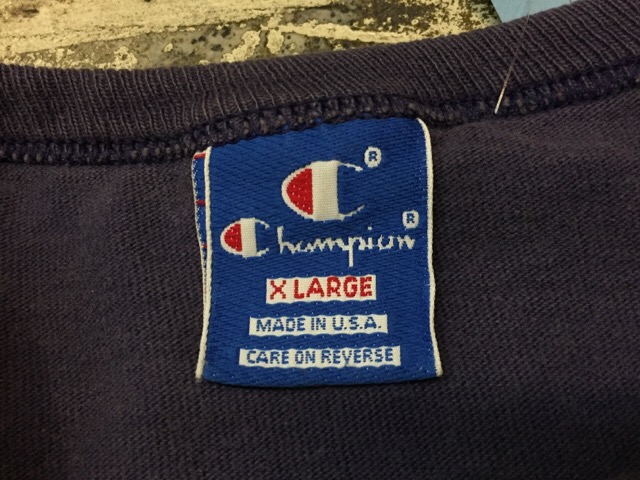 C®
Champion®
X LARGE
MADE IN U.S.A.
CARE ON REVERSE